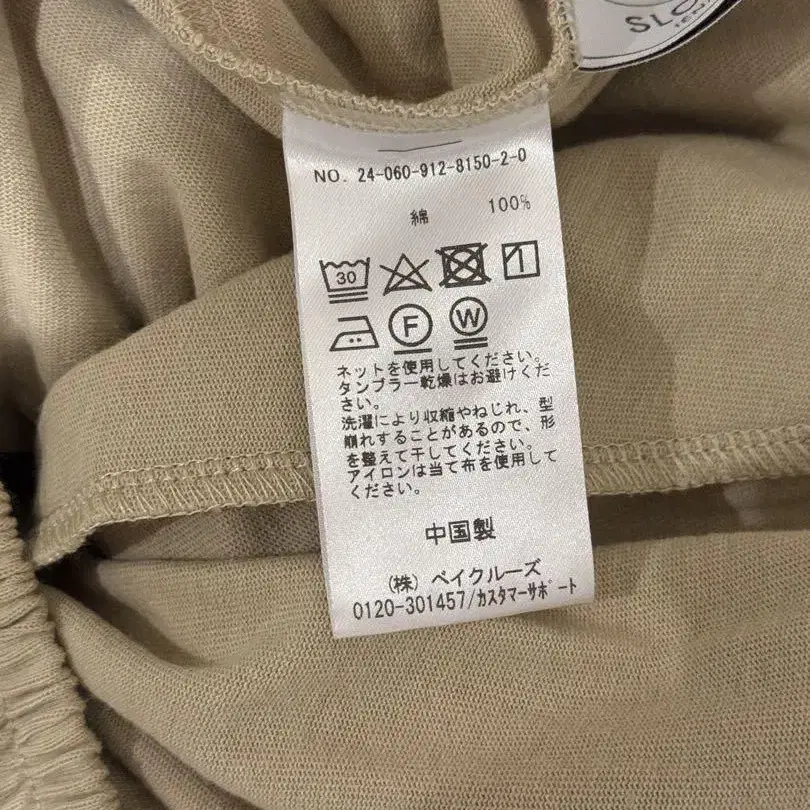 SLO
NO. 24-060-912-8150-2-0
綿 100%
30
F W
ネットを使用してください。
タンブラー乾燥はお避けくだ
さい。
洗濯により収縮やねじれ、型
崩れすることがあるので、形
を整えて干してください。
アイロンは当て布を使用して
ください。
中国製
(株) ベイクルーズ
0120-301457/カスタマーサポート